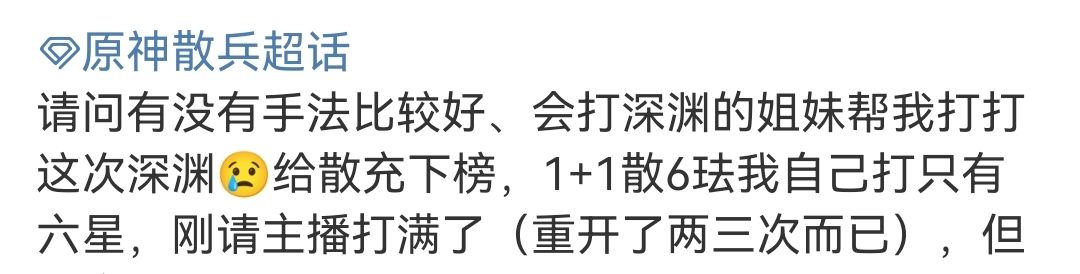 原神散兵超话
请问有没有手法比较好、会打深渊的姐妹帮我打打
这次深渊😢给散充下榜，1+1散6珐我自己打只有
六星，刚请主播打满了（重开了两三次而已），但